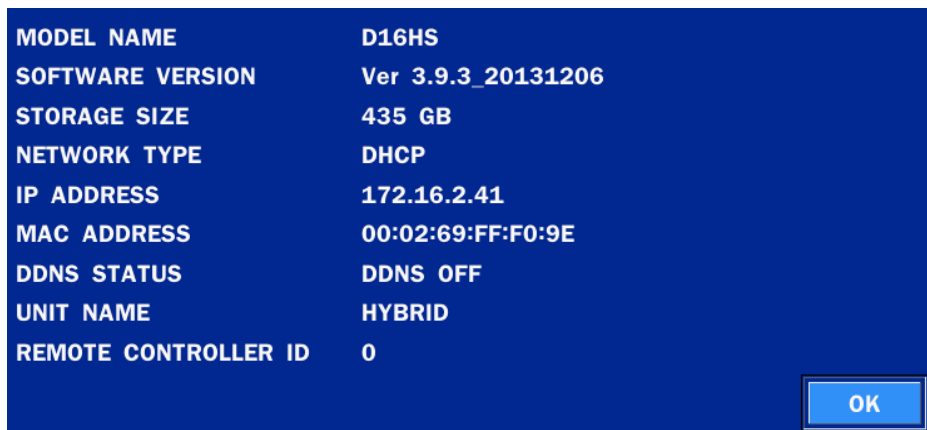 MODEL NAME D16HS
SOFTWARE VERSION Ver 3.9.3_20131206
STORAGE SIZE 435 GB
NETWORK TYPE DHCP
IP ADDRESS 172.16.2.41
MAC ADDRESS 00:02:69:FF:F0:9E
DDNS STATUS DDNS OFF
UNIT NAME HYBRID
REMOTE CONTROLLER ID 0
OK